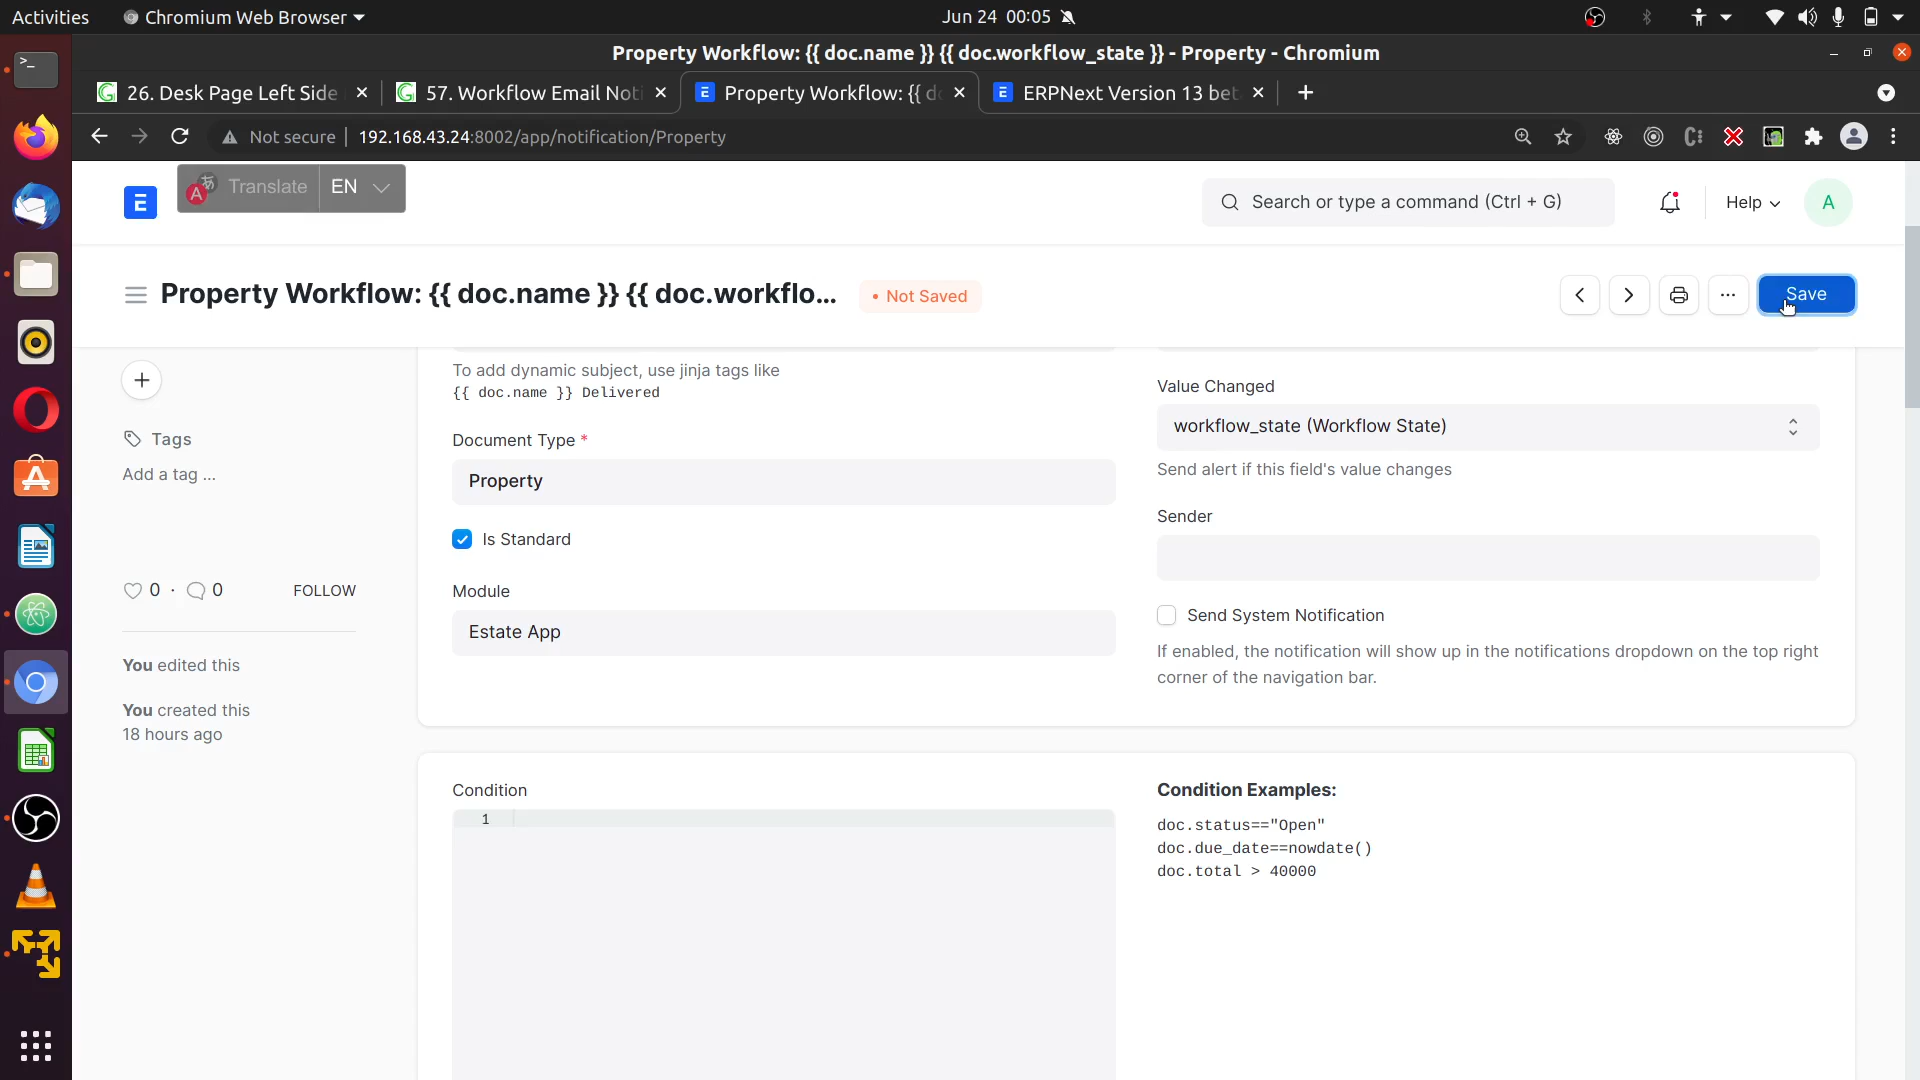 Activities
Chromium Web Browser
Jun 24 00:05
Property Workflow: {{ doc.name }} {{ doc.workflow_state }} - Property - Chromium
26. Desk Page Left Side
57. Workflow Email Noti
Property Workflow: {{ do
ERPNext Version 13 bet
Not secure
192.168.43.24:8002/app/notification/Property
Translate
EN
E
Search or type a command (Ctrl + G)
Help
A
Property Workflow: {{ doc.name }} {{ doc.workflo...
• Not Saved
Save
To add dynamic subject, use jinja tags like
{{ doc.name }} Delivered
Document Type *
Property
Is Standard
Module
Estate App
Value Changed
workflow_state (Workflow State)
Send alert if this field's value changes
Sender
Send System Notification
If enabled, the notification will show up in the notifications dropdown on the top right
corner of the navigation bar.
Tags
Add a tag ...
0 · 0
FOLLOW
You edited this
You created this
18 hours ago
Condition
1
Condition Examples:
doc.status=="Open"
doc.due_date==nowdate()
doc.total > 40000